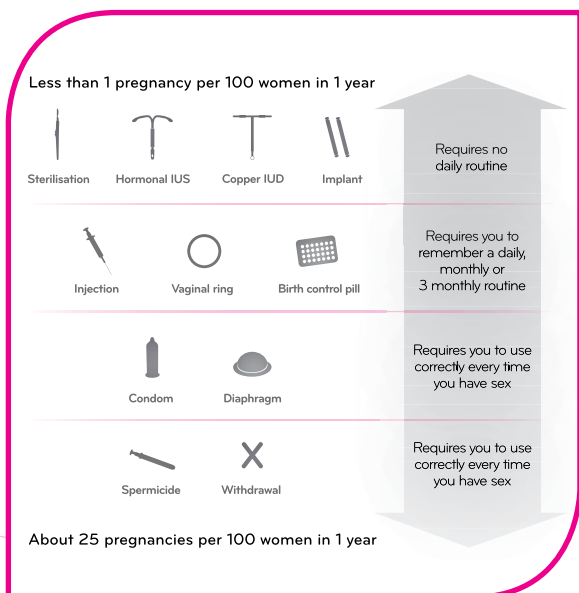 Less than 1 pregnancy per 100 women in 1 year
Sterilisation
Hormonal IUS
Copper IUD
Implant
Requires no
daily routine
Injection
Vaginal ring
Birth control pill
Requires you to
remember a daily,
monthly or
3 monthly routine
Condom
Diaphragm
Requires you to use
correctly every time
you have sex
Spermicide
Withdrawal
Requires you to use
correctly every time
you have sex
About 25 pregnancies per 100 women in 1 year